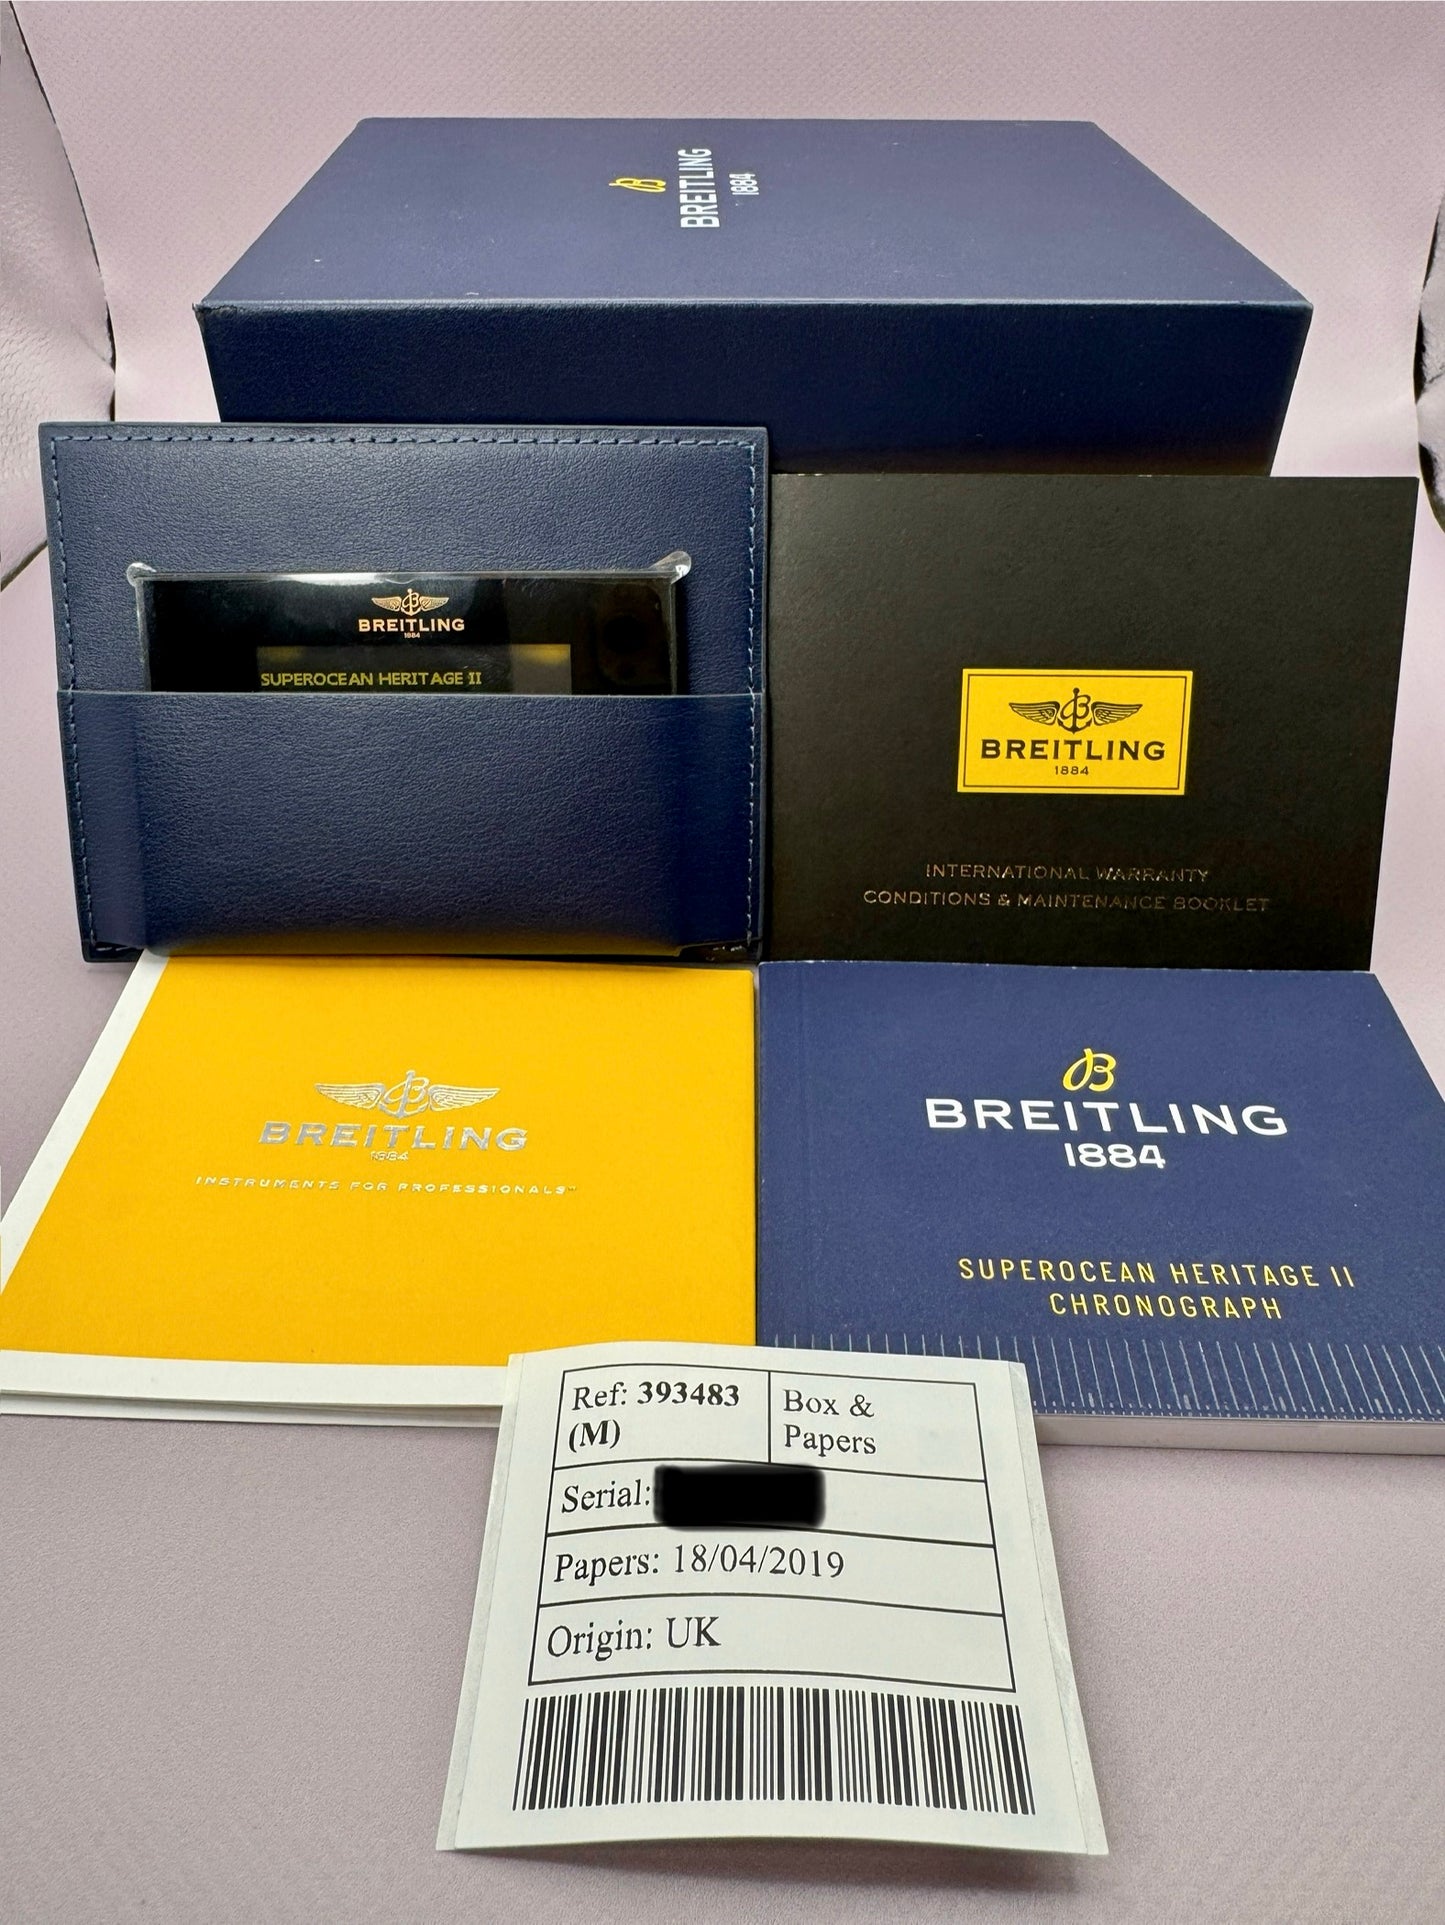 B
BREITLING
1884
B
BREITLING
1884
SUPEROCEAN HERITAGE II
B
BREITLING
1884
INTERNATIONAL WARRANTY
CONDITIONS & MAINTENANCE BOOKLET
B
BREITLING
1884
INSTRUMENTS FOR PROFESSIONALS™
B
BREITLING
1884
SUPEROCEAN HERITAGE II
CHRONOGRAPH
Ref: 393483
(M)
Box &
Papers
Serial:
Papers: 18/04/2019
Origin: UK